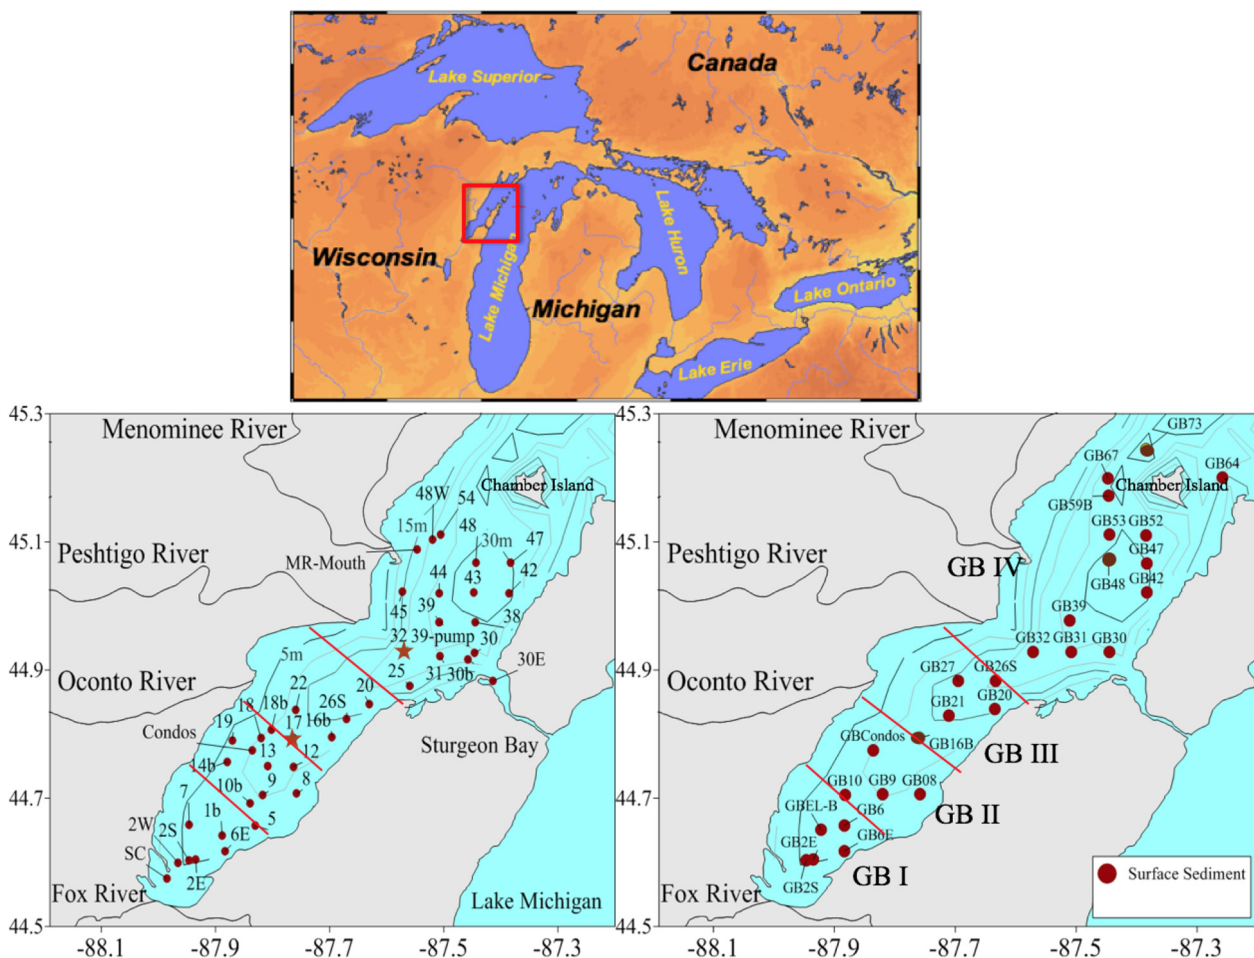 Lake Superior
Canada
Wisconsin
Lake Michigan
Michigan
Lake Huron
Lake Ontario
Lake Erie
45.3
45.1
44.9
44.7
44.5
-88.1
-87.9
-87.7
-87.5
-87.3
Menominee River
Peshtigo River
Oconto River
Fox River
Chamber Island
Sturgeon Bay
Lake Michigan
48W
54
15m
48
MR-Mouth
30m
47
44
43
42
45
39
38
32
39-pump
30
5m
25
31
30b
30E
22
20
26S
18b
18
19
17
16b
Condos
13
12
14b
9
8
10b
7
1b
5
2W
2S
6E
SC
2E
45.3
45.1
44.9
44.7
44.5
-88.1
-87.9
-87.7
-87.5
-87.3
Menominee River
Peshtigo River
Oconto River
Fox River
GB73
GB67
GB64
Chamber Island
GB59B
GB53
GB52
GB IV
GB47
GB48
GB42
GB39
GB32
GB31
GB30
GB27
GB26S
GB20
GB21
GBCondos
GB16B
GB III
GB10
GB9
GB08
GBEL-B
GB6
GB II
GB2E
GB6E
GB2S
GB I
Surface Sediment